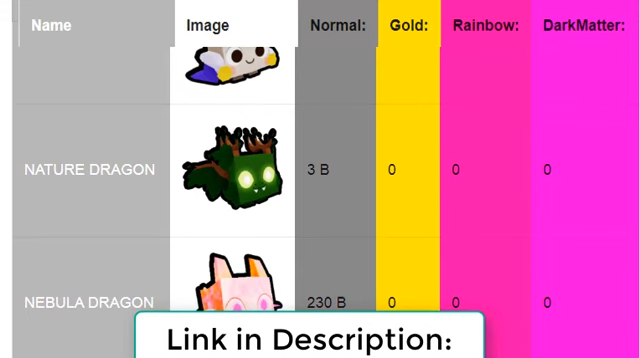 Name Image Normal: Gold: Rainbow: DarkMatter:
NATURE DRAGON 3 B 0 0 0
NEBULA DRAGON 230 B 0 0 0
Link in Description: